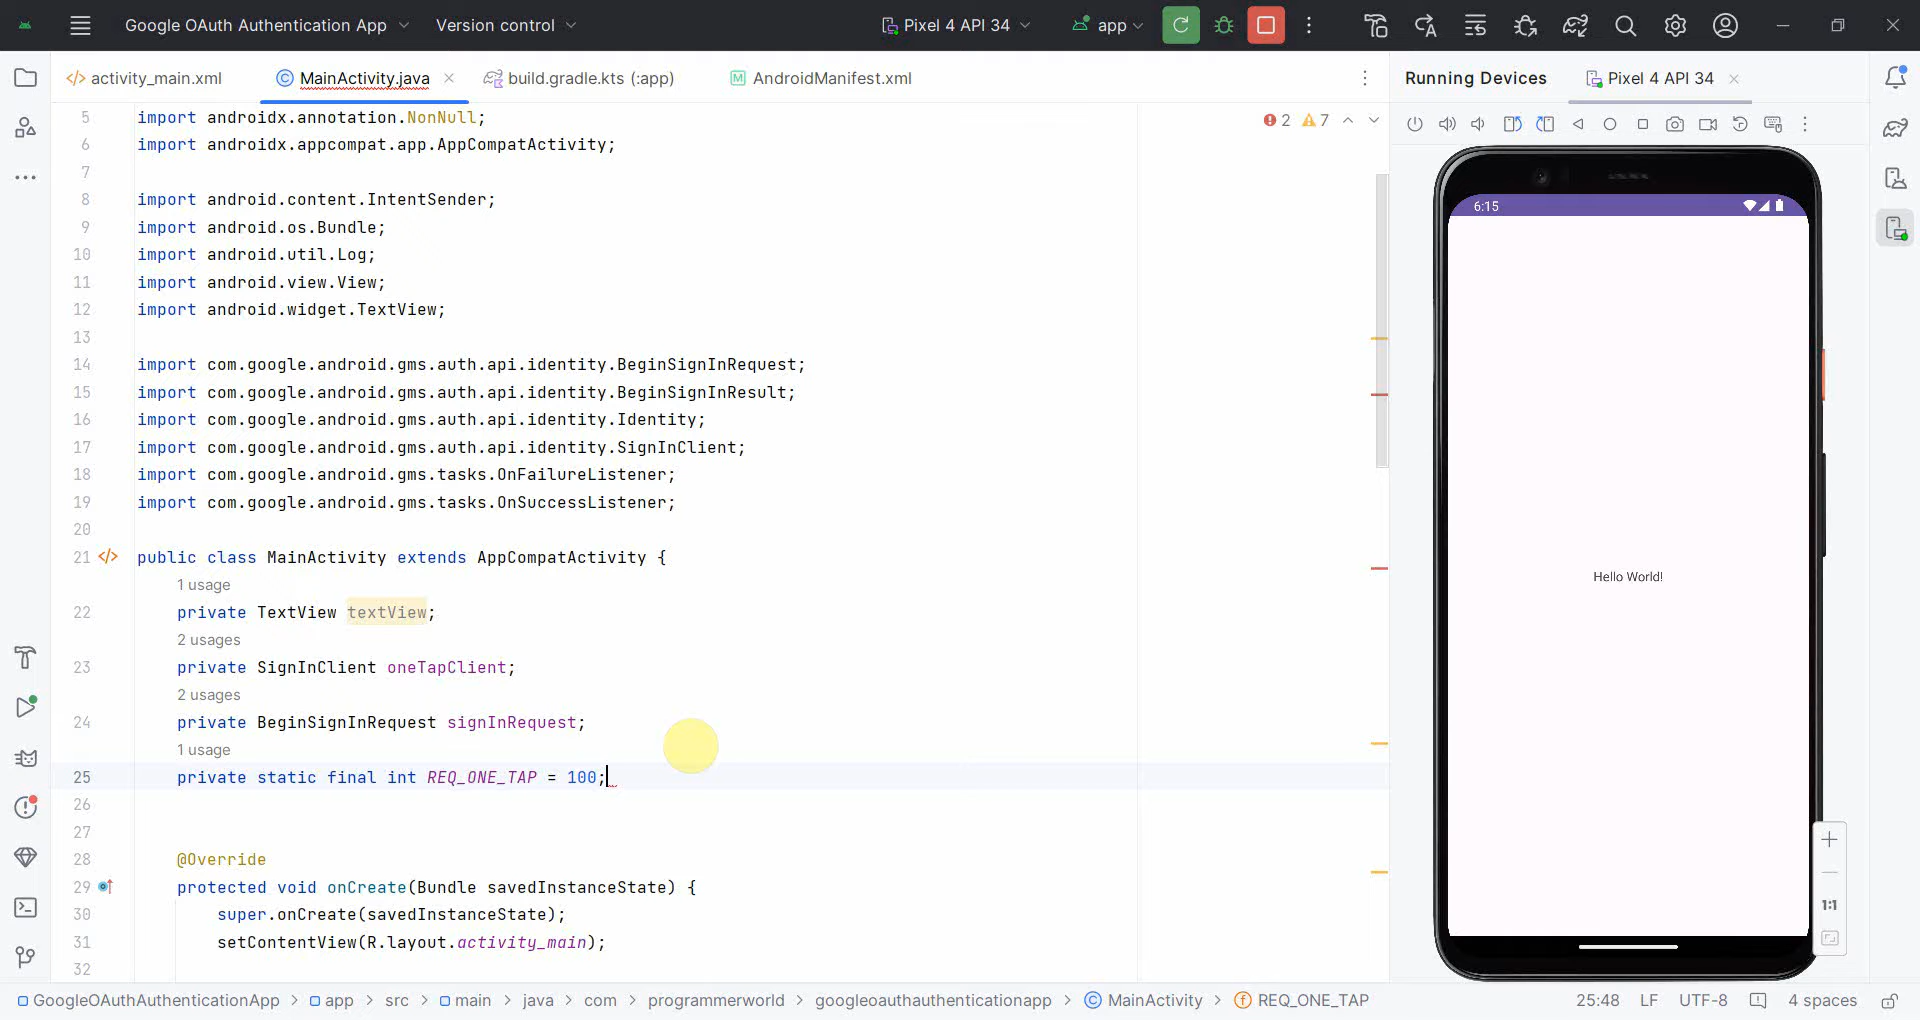 Google OAuth Authentication App Version control Pixel 4 API 34 app
activity_main.xml MainActivity.java build.gradle.kts (:app) AndroidManifest.xml Running Devices Pixel 4 API 34
2 7
5 import androidx.annotation.NonNull;
6 import androidx.appcompat.app.AppCompatActivity;
7
8 import android.content.IntentSender;
9 import android.os.Bundle;
10 import android.util.Log;
11 import android.view.View;
12 import android.widget.TextView;
13
14 import com.google.android.gms.auth.api.identity.BeginSignInRequest;
15 import com.google.android.gms.auth.api.identity.BeginSignInResult;
16 import com.google.android.gms.auth.api.identity.Identity;
17 import com.google.android.gms.auth.api.identity.SignInClient;
18 import com.google.android.gms.tasks.OnFailureListener;
19 import com.google.android.gms.tasks.OnSuccessListener;
20
21 public class MainActivity extends AppCompatActivity {
1 usage
22 private TextView textView;
2 usages
23 private SignInClient oneTapClient;
2 usages
24 private BeginSignInRequest signInRequest;
1 usage
25 private static final int REQ_ONE_TAP = 100;
26
27
28 @Override
29 protected void onCreate(Bundle savedInstanceState) {
30 super.onCreate(savedInstanceState);
31 setContentView(R.layout.activity_main);
32
6:15
Hello World!
1:1
GoogleOAuthAuthenticationApp > app > src > main > java > com > programmerworld > googleoauthauthenticationapp > MainActivity > REQ_ONE_TAP 25:48 LF UTF-8 4 spaces